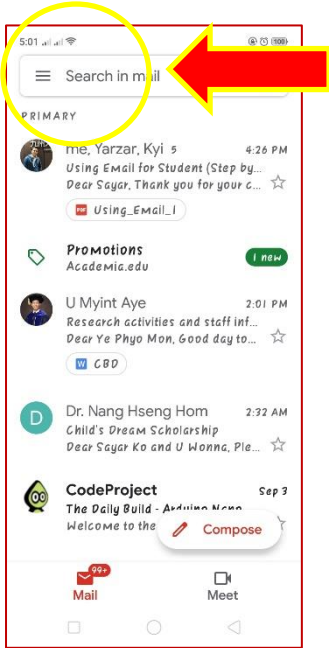 5:01
100
Search in mail
PRIMARY
me, Yarzar, Kyi 5 4:26 PM
Using Email for Student (Step by...
Dear Sayar, Thank you for your c...
PDF Using_Email_1
Promotions 1 new
Academia.edu
U Myint Aye 2:01 PM
Research activities and staff inf...
Dear Ye Phyo Mon, Good day to...
W CBD
D Dr. Nang Hseng Hom 2:32 AM
Child's Dream Scholarship
Dear Sayar Ko and U Wonna, Ple...
CodeProject Sep 3
The Daily Build - Arduino Nano
Welcome to the
Compose
99+
Mail Meet